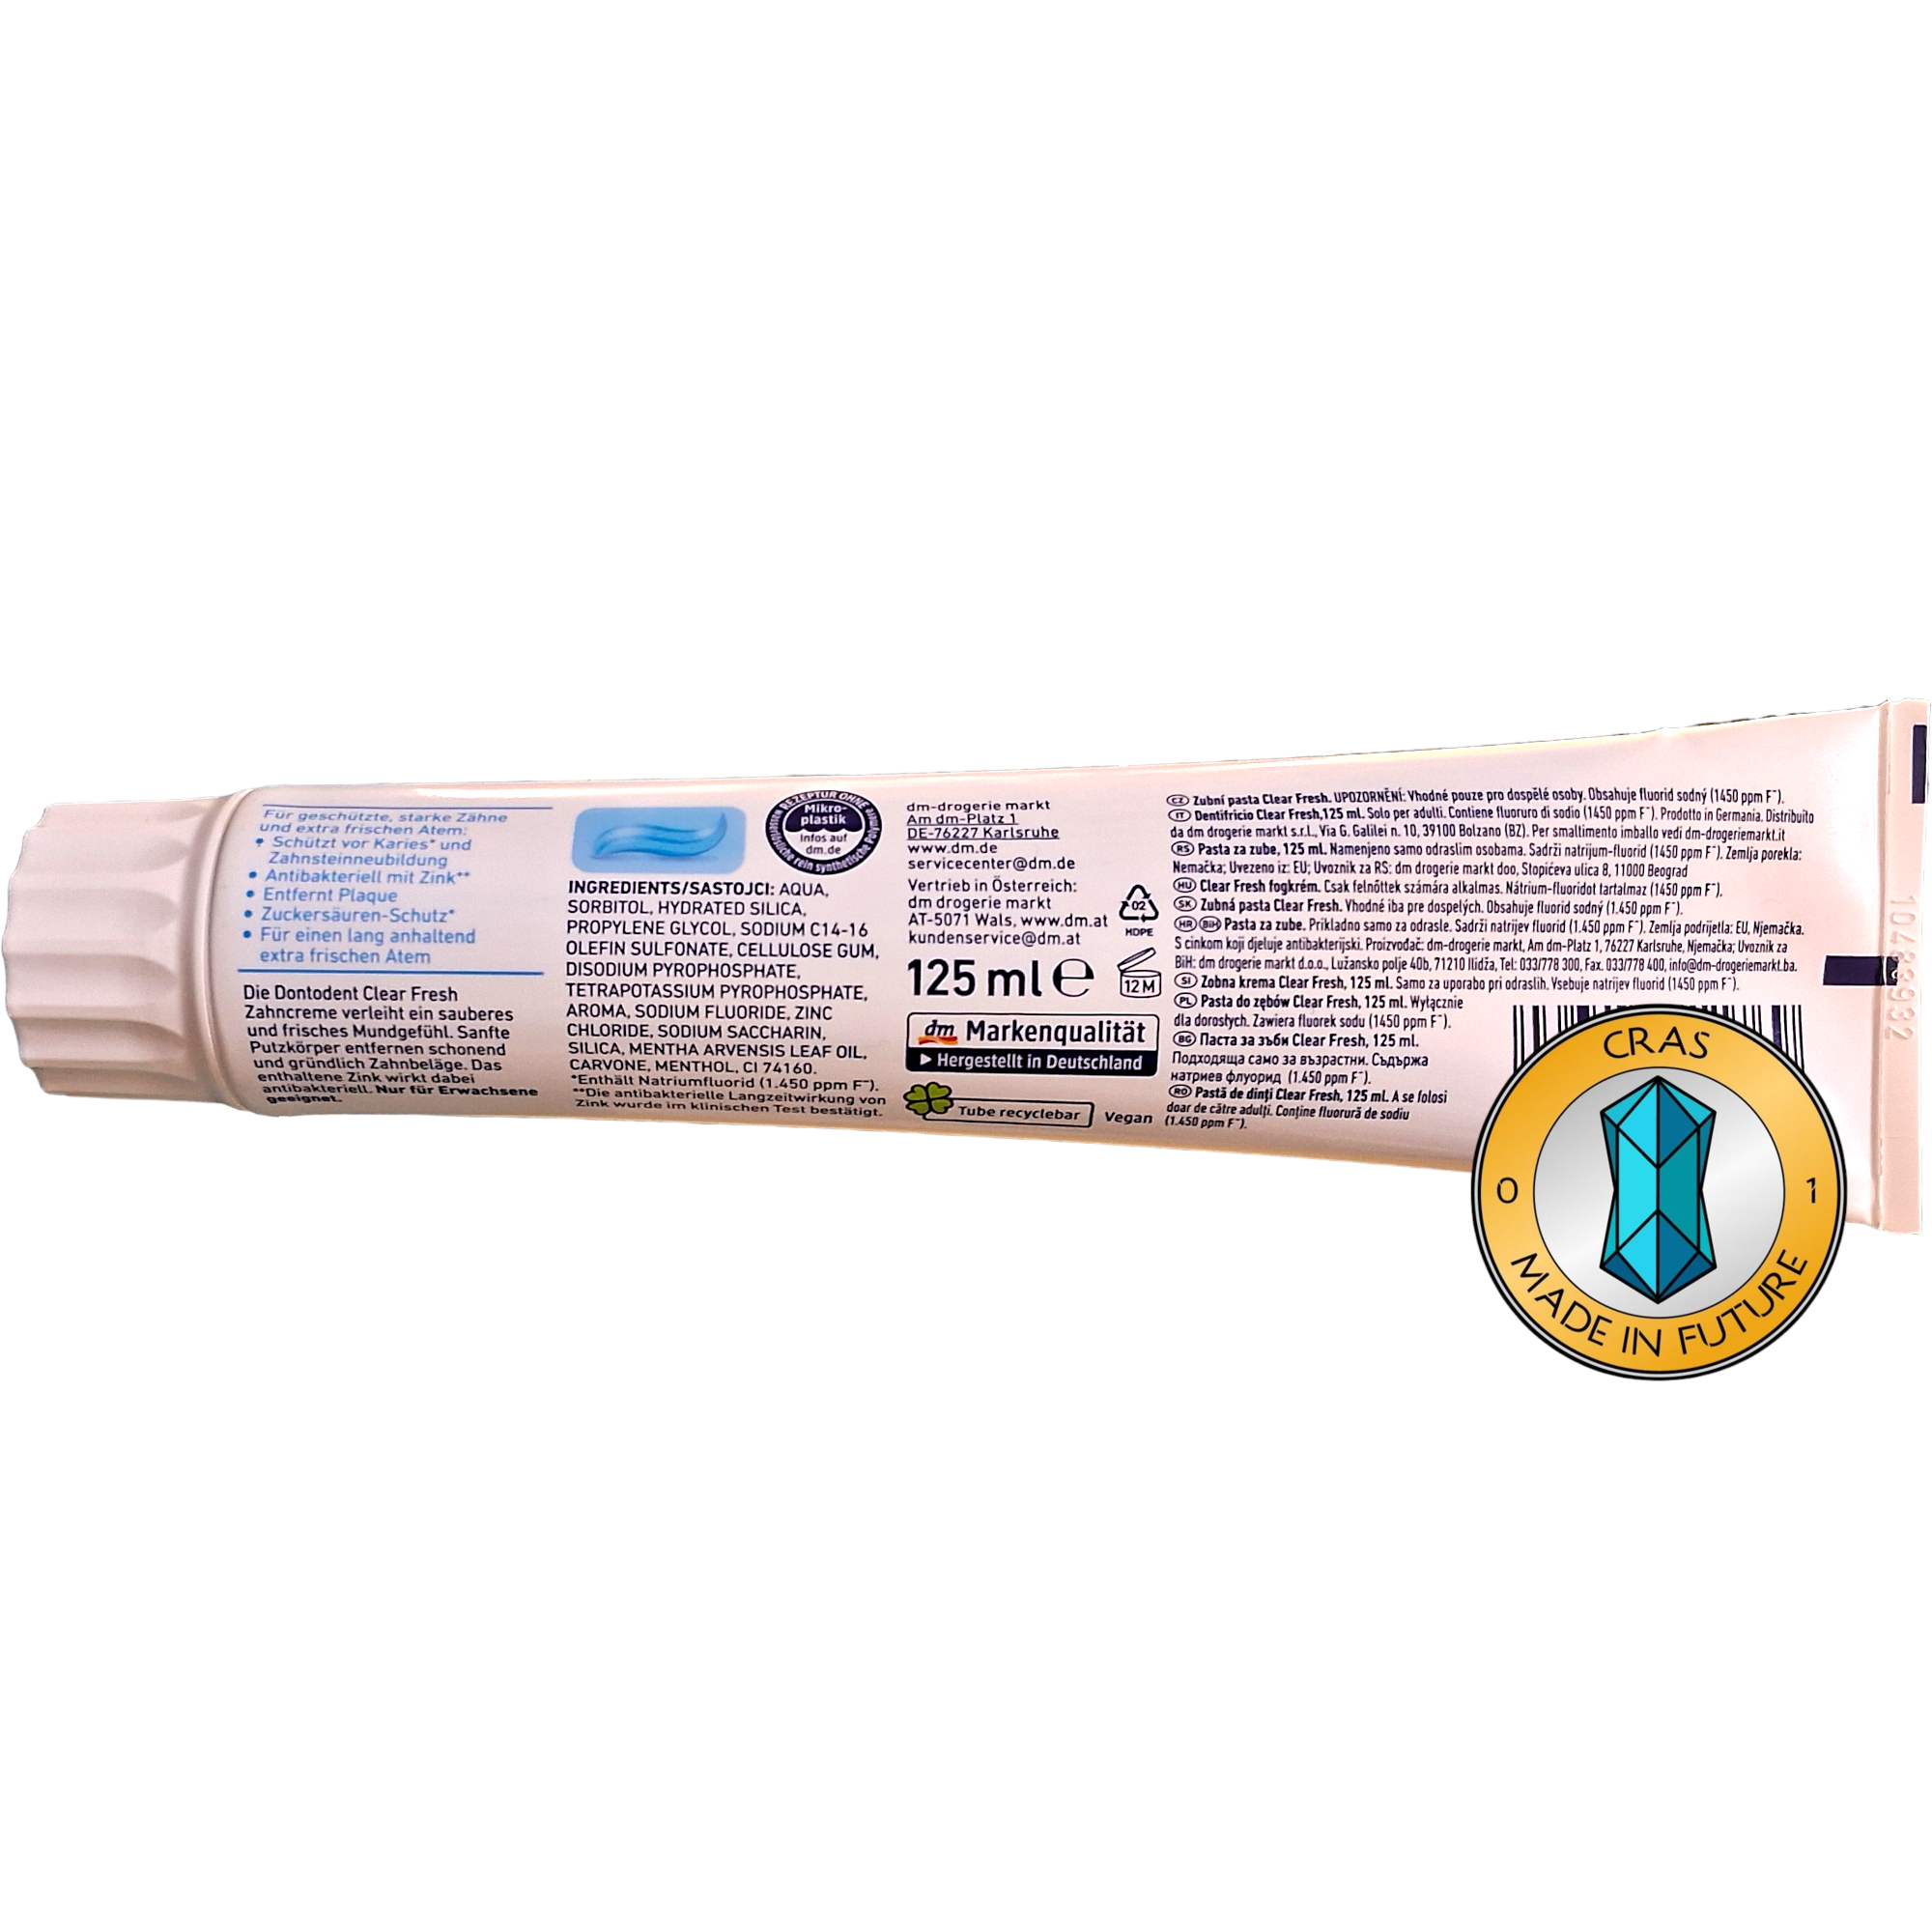 Für geschützte, starke Zähne
und extra frischen Atem:
• Schützt vor Karies* und
Zahnsteinneubildung
• Antibakteriell mit Zink**
• Entfernt Plaque
• Zuckersäuren-Schutz*
• Für einen lang anhaltend
extra frischen Atem
Die Dontodent Clear Fresh
Zahncreme verleiht ein sauberes
und frisches Mundgefühl. Sanfte
Putzkörper entfernen schonend
und gründlich Zahnbeläge. Das
enthaltene Zink wirkt dabei
antibakteriell. Nur für Erwachsene
geeignet.
REZEPTUR OHNE
Mikro-
plastik
Infos auf
dm.de
wasserlösliche rein synthetische Polymere
INGREDIENTS/SASTOJCI: AQUA,
SORBITOL, HYDRATED SILICA,
PROPYLENE GLYCOL, SODIUM C14-16
OLEFIN SULFONATE, CELLULOSE GUM,
DISODIUM PYROPHOSPHATE,
TETRAPOTASSIUM PYROPHOSPHATE,
AROMA, SODIUM FLUORIDE, ZINC
CHLORIDE, SODIUM SACCHARIN,
SILICA, MENTHA ARVENSIS LEAF OIL,
CARVONE, MENTHOL, CI 74160.
*Enthält Natriumfluorid (1.450 ppm F⁻).
**Die antibakterielle Langzeitwirkung von
Zink wurde im klinischen Test bestätigt.
dm-drogerie markt
Am dm-Platz 1
DE-76227 Karlsruhe
www.dm.de
servicecenter@dm.de
Vertrieb in Österreich:
dm drogerie markt
AT-5071 Wals, www.dm.at
kundenservice@dm.at
02
HDPE
125 ml e
12 M
dm Markenqualität
▶ Hergestellt in Deutschland
Tube recyclebar
Vegan
CZ Zubní pasta Clear Fresh. UPOZORNĚNÍ: Vhodné pouze pro dospělé osoby. Obsahuje fluorid sodný (1450 ppm F⁻).
IT Dentifricio Clear Fresh,125 ml. Solo per adulti. Contiene fluoruro di sodio (1450 ppm F⁻). Prodotto in Germania. Distribuito
da dm drogerie markt s.r.l., Via G. Galilei n. 10, 39100 Bolzano (BZ). Per smaltimento imballo vedi dm-drogeriemarkt.it
RS Pasta za zube, 125 ml. Namenjeno samo odraslim osobama. Sadrži natrijum-fluorid (1450 ppm F⁻). Zemlja porekla:
Nemačka; Uvezeno iz: EU; Uvoznik za RS: dm drogerie markt doo, Stopićeva ulica 8, 11000 Beograd
HU Clear Fresh fogkrém. Csak felnőttek számára alkalmas. Nátrium-fluoridot tartalmaz (1450 ppm F⁻).
SK Zubná pasta Clear Fresh. Vhodné iba pre dospelých. Obsahuje fluorid sodný (1.450 ppm F⁻).
HR BiH Pasta za zube. Prikladno samo za odrasle. Sadrži natrijev fluorid (1.450 ppm F⁻). Zemlja podrijetla: EU, Njemačka.
S cinkom koji djeluje antibakterijski. Proizvođač: dm-drogerie markt, Am dm-Platz 1, 76227 Karlsruhe, Njemačka; Uvoznik za
BiH: dm drogerie markt d.o.o., Lužansko polje 40b, 71210 Ilidža, Tel: 033/778 300, Fax. 033/778 400, info@dm-drogeriemarkt.ba.
SI Zobna krema Clear Fresh, 125 ml. Samo za uporabo pri odraslih. Vsebuje natrijev fluorid (1450 ppm F⁻).
PL Pasta do zębów Clear Fresh, 125 ml. Wyłącznie
dla dorosłych. Zawiera fluorek sodu (1450 ppm F⁻).
BG Паста за зъби Clear Fresh, 125 ml.
Подходяща само за възрастни. Съдържа
натриев флуорид (1.450 ppm F⁻).
RO Pastă de dinți Clear Fresh, 125 ml. A se folosi
doar de către adulți. Conține fluorură de sodiu
(1.450 ppm F⁻).
CRAS
0 1
MADE IN FUTURE